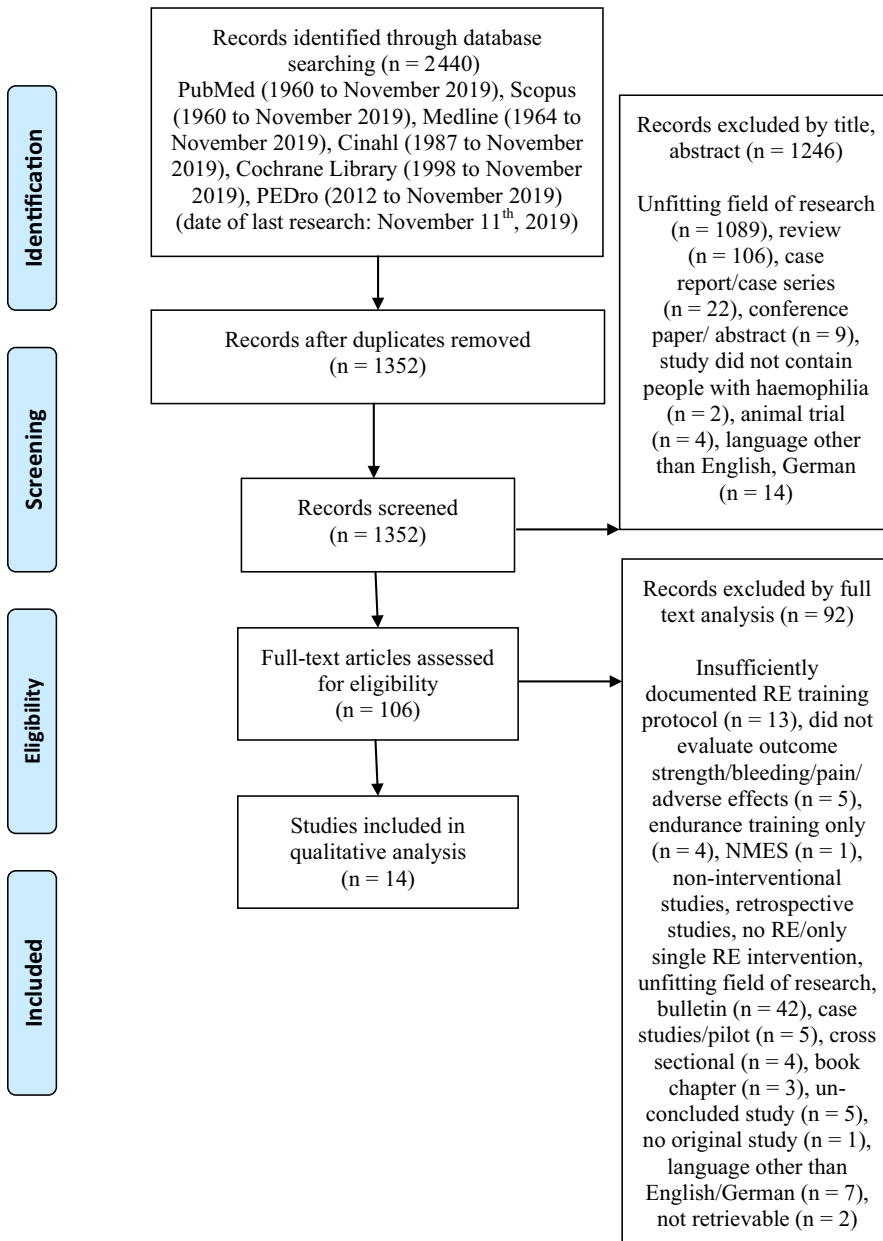 Identification
Screening
Eligibility
Included
Records identified through database
searching (n = 2440)
PubMed (1960 to November 2019), Scopus
(1960 to November 2019), Medline (1964 to
November 2019), Cinahl (1987 to November
2019), Cochrane Library (1998 to November
2019), PEDro (2012 to November 2019)
(date of last research: November 11th, 2019)
Records after duplicates removed
(n = 1352)
Records screened
(n = 1352)
Records excluded by title,
abstract (n = 1246)
Unfitting field of research
(n = 1089), review
(n = 106), case
report/case series
(n = 22), conference
paper/ abstract (n = 9),
study did not contain
people with haemophilia
(n = 2), animal trial
(n = 4), language other
than English, German
(n = 14)
Full-text articles assessed
for eligibility
(n = 106)
Records excluded by full
text analysis (n = 92)
Insufficiently
documented RE training
protocol (n = 13), did not
evaluate outcome
strength/bleeding/pain/
adverse effects (n = 5),
endurance training only
(n = 4), NMES (n = 1),
non-interventional
studies, retrospective
studies, no RE/only
single RE intervention,
unfitting field of research,
bulletin (n = 42), case
studies/pilot (n = 5), cross
sectional (n = 4), book
chapter (n = 3), un-
concluded study (n = 5),
no original study (n = 1),
language other than
English/German (n = 7),
not retrievable (n = 2)
Studies included in
qualitative analysis
(n = 14)